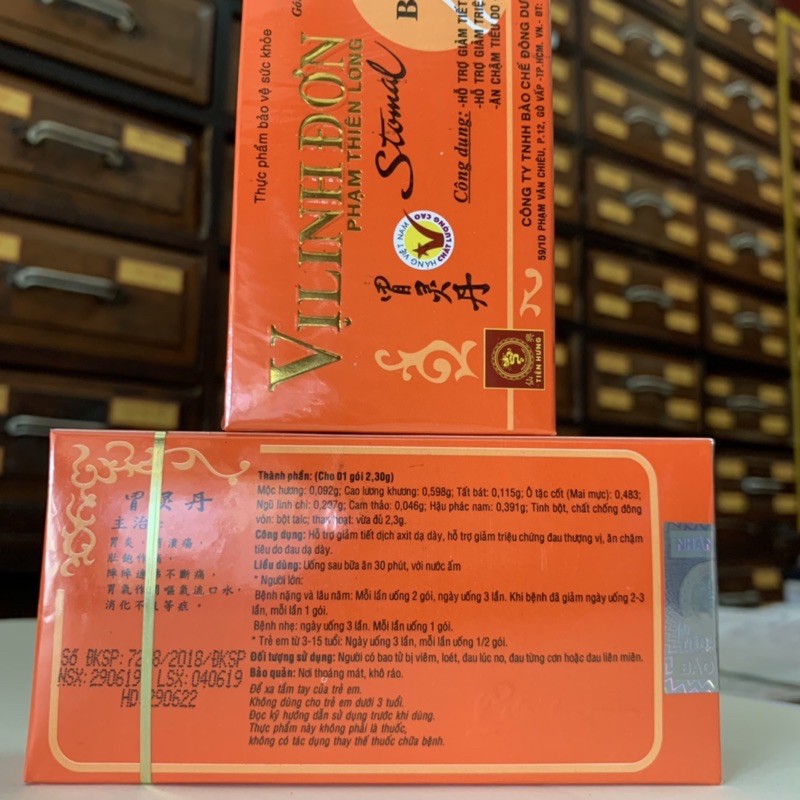 Thực phẩm bảo vệ sức khỏe
VỊ LINH ĐƠN
PHẠM THIÊN LONG
Stomal
HÀNG VIỆT NAM CHẤT LƯỢNG CAO
胃灵丹
Công dụng: -HỖ TRỢ GIẢM TIẾT
-HỖ TRỢ GIẢM TRIỆ
-ĂN CHẬM TIÊU DO
CÔNG TY TNHH BÀO CHẾ ĐÔNG DƯ
59/1D PHẠM VĂN CHIÊU, P.12, GÒ VẤP -TP.HCM. VN.- ĐT:
TIẾN HƯNG
胃灵丹
主治
Thành phần: (Cho 01 gói 2,30g)
Mộc hương: 0,092g; Cao lương khương: 0,598g; Tất bát: 0,115g; Ô tặc cốt (Mai mực): 0,483;
Ngũ linh chi: 0,207g; Cam thảo: 0,046g; Hậu phác nam: 0,391g; Tinh bột, chất chống đông
vón: bột talc; than hoạt: vừa đủ 2,3g.
Công dụng: Hỗ trợ giảm tiết dịch axit dạ dày, hỗ trợ giảm triệu chứng đau thượng vị, ăn chậm
tiêu do đau dạ dày.
Liều dùng: Uống sau bữa ăn 30 phút, với nước ấm
* Người lớn:
Bệnh nặng và lâu năm: Mỗi lần uống 2 gói, ngày uống 3 lần. Khi bệnh đã giảm ngày uống 2-3
lần, mỗi lần 1 gói.
Bệnh nhẹ: ngày uống 3 lần. Mỗi lần uống 1 gói.
* Trẻ em từ 3-15 tuổi: Ngày uống 3 lần, mỗi lần uống 1/2 gói.
Đối tượng sử dụng: Người có bao tử bị viêm, loét, đau lúc no, đau từng cơn hoặc đau liên miên.
Bảo quản: Nơi thoáng mát, khô ráo.
Để xa tầm tay của trẻ em.
Không dùng cho trẻ em dưới 3 tuổi.
Đọc kỹ hướng dẫn sử dụng trước khi dùng.
Thực phẩm này không phải là thuốc,
không có tác dụng thay thế thuốc chữa bệnh.
Số ĐKSP: 8/2018/ĐKSP
NSX: 290619 LSX: 040619
290622